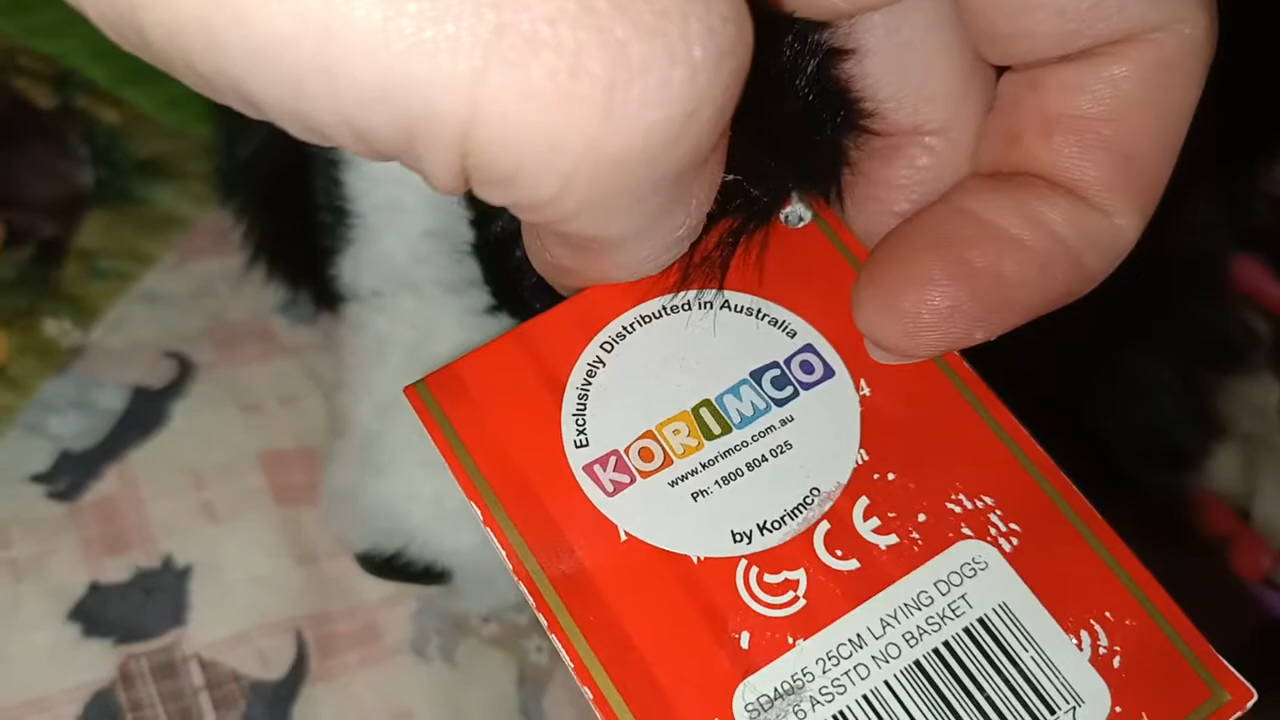 Exclusively Distributed in Australia
KORIMCO
www.korimco.com.au
Ph: 1800 804 025
by Korimco
4
CE
SD4055 25CM LAYING DOGS
6 ASSTD NO BASKET